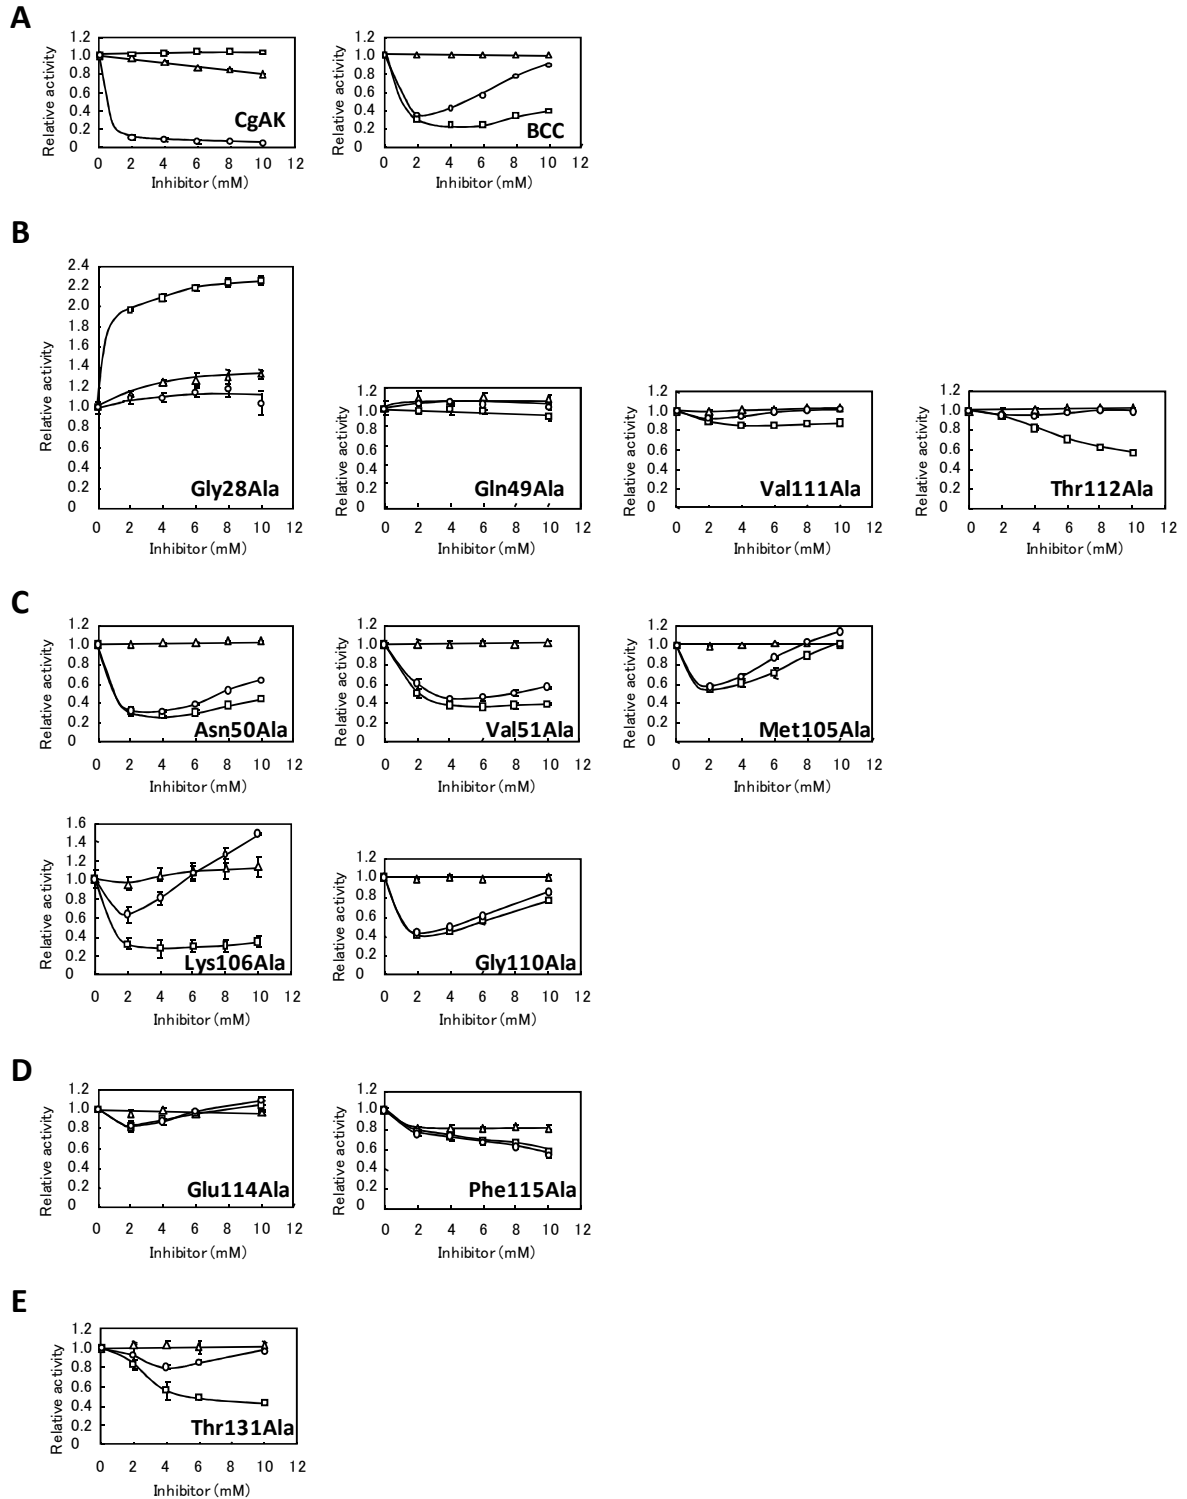 A
Relative activity
1.2
1.0
0.8
0.6
0.4
0.2
0
CgAK
0 2 4 6 8 10 12
Inhibitor (mM)
Relative activity
1.2
1.0
0.8
0.6
0.4
0.2
0
BCC
0 2 4 6 8 10 12
Inhibitor (mM)
B
Relative activity
2.4
2.2
2.0
1.8
1.6
1.4
1.2
1.0
0.8
0.6
0.4
0.2
0
Gly28Ala
0 2 4 6 8 10 12
Inhibitor (mM)
Relative activity
1.2
1.0
0.8
0.6
0.4
0.2
0
Gln49Ala
0 2 4 6 8 10 12
Inhibitor (mM)
Relative activity
1.2
1.0
0.8
0.6
0.4
0.2
0
Val111Ala
0 2 4 6 8 10 12
Inhibitor (mM)
Relative activity
1.2
1.0
0.8
0.6
0.4
0.2
0
Thr112Ala
0 2 4 6 8 10 12
Inhibitor (mM)
C
Relative activity
1.2
1.0
0.8
0.6
0.4
0.2
0
Asn50Ala
0 2 4 6 8 10 12
Inhibitor (mM)
Relative activity
1.2
1.0
0.8
0.6
0.4
0.2
0
Val51Ala
0 2 4 6 8 10 12
Inhibitor (mM)
Relative activity
1.2
1.0
0.8
0.6
0.4
0.2
0
Met105Ala
0 2 4 6 8 10 12
Inhibitor (mM)
Relative activity
1.6
1.4
1.2
1.0
0.8
0.6
0.4
0.2
0
Lys106Ala
0 2 4 6 8 10 12
Inhibitor (mM)
Relative activity
1.2
1.0
0.8
0.6
0.4
0.2
0
Gly110Ala
0 2 4 6 8 10 12
Inhibitor (mM)
D
Relative activity
1.2
1.0
0.8
0.6
0.4
0.2
0
Glu114Ala
0 2 4 6 8 10 12
Inhibitor (mM)
Relative activity
1.2
1.0
0.8
0.6
0.4
0.2
0
Phe115Ala
0 2 4 6 8 10 12
Inhibitor (mM)
E
Relative activity
1.2
1.0
0.8
0.6
0.4
0.2
0
Thr131Ala
0 2 4 6 8 10 12
Inhibitor (mM)